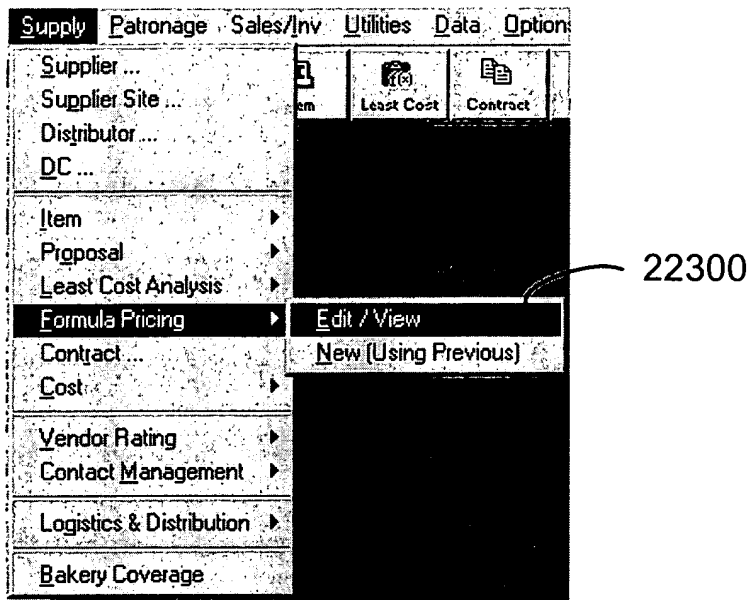 Supply Patronage Sales/Inv Utilities Data Option
Supplier ...
Supplier Site ...
Distributor ...
DC ...
em Least Cost Contract
Item
Proposal
Least Cost Analysis
Formula Pricing
Contract ...
Cost
Vendor Rating
Contact Management
Logistics & Distribution
Bakery Coverage
Edit / View
New (Using Previous)
22300